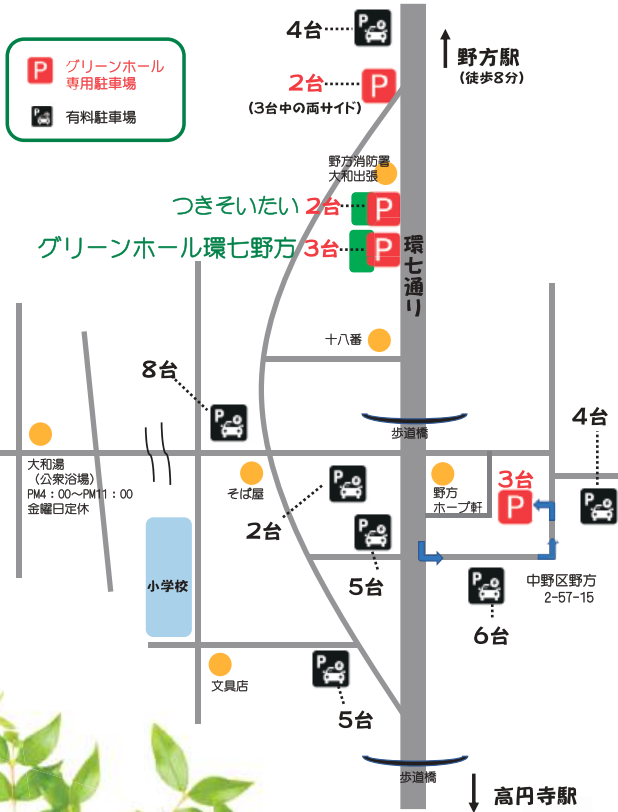 4台
野方駅
(徒歩8分)
P グリーンホール
専用駐車場
P 有料駐車場
2台
(3台中の両サイド)
P
野方消防署
大和出張
つきそいたい 2台 P
グリーンホール環七野方 3台 P
環七通り
十八番
8台
P
歩道橋
4台
P
大和湯
(公衆浴場)
PM4：00〜PM11：00
金曜日定休
そば屋
P
2台
野方
ホープ軒
3台
P
P
5台
小学校
中野区野方
2-57-15
P
6台
文具店
P
5台
歩道橋
高円寺駅